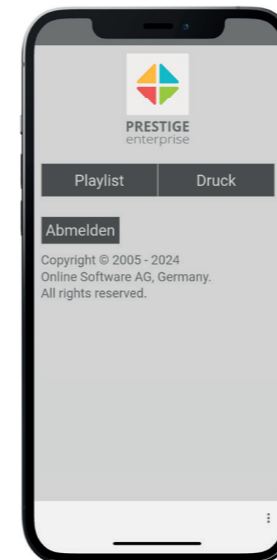 PRESTIGE
enterprise
Playlist Druck
Abmelden
Copyright © 2005 - 2024
Online Software AG, Germany.
All rights reserved.